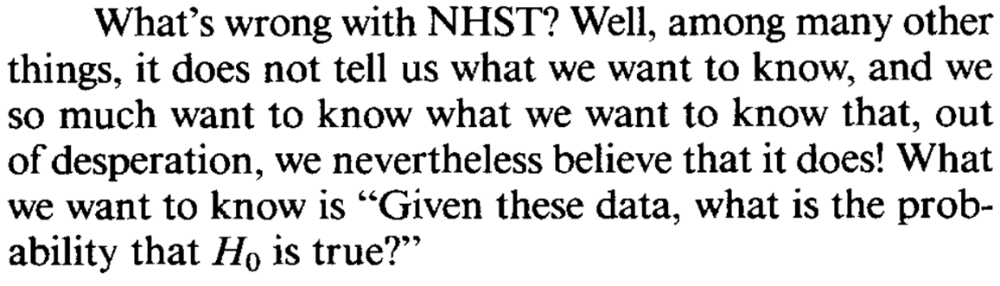 What's wrong with NHST? Well, among many other
things, it does not tell us what we want to know, and we
so much want to know what we want to know that, out
of desperation, we nevertheless believe that it does! What
we want to know is “Given these data, what is the prob-
ability that H₀ is true?”